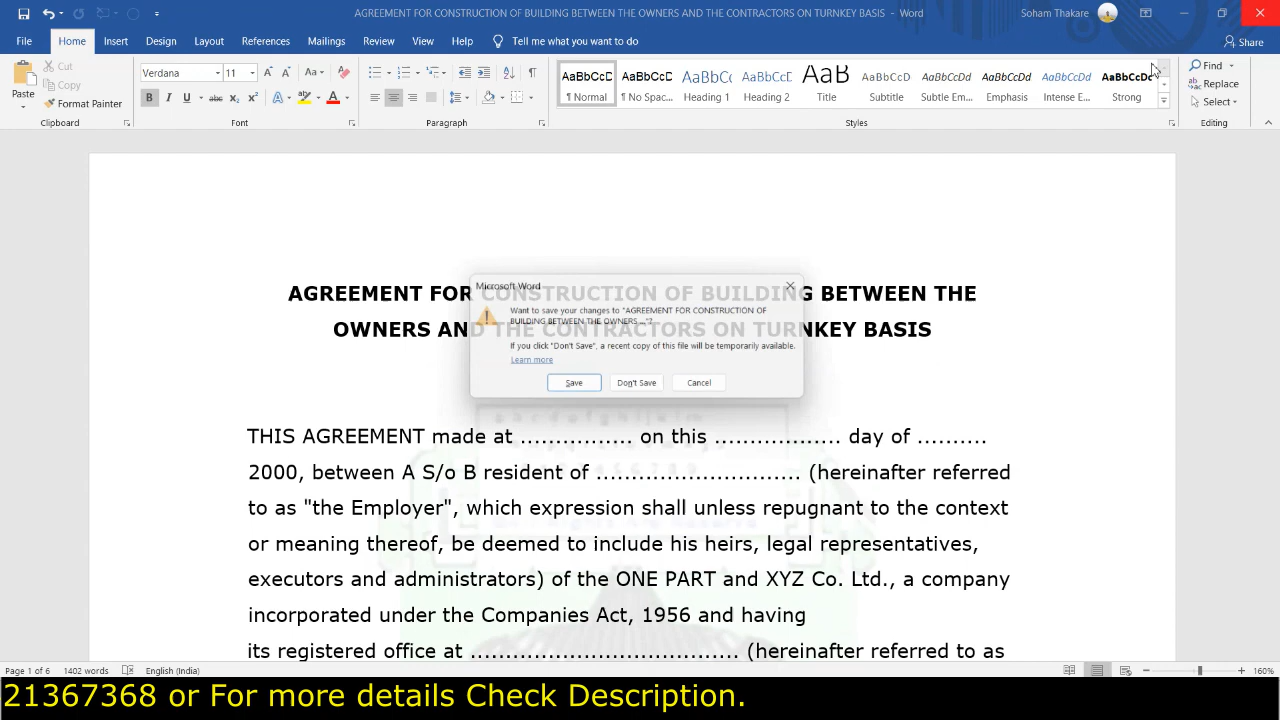 AGREEMENT FOR CONSTRUCTION OF BUILDING BETWEEN THE OWNERS AND THE CONTRACTORS ON TURNKEY BASIS - Word
Soham Thakare
File Home Insert Design Layout References Mailings Review View Help Tell me what you want to do
Share
Paste
Cut
Copy
Format Painter
Clipboard
Verdana 11
Font
Paragraph
AaBbCcD AaBbCcD AaBbC AaBbCcD AaB AaBbCcD AaBbCcDd AaBbCcDd AaBbCcDd AaBbCcDd
¶ Normal ¶ No Spac... Heading 1 Heading 2 Title Subtitle Subtle Em... Emphasis Intense E... Strong
Styles
Find
Replace
Select
Editing
AGREEMENT FOR CONSTRUCTION OF BUILDING BETWEEN THE
OWNERS AND THE CONTRACTORS ON TURNKEY BASIS
Microsoft Word
Want to save your changes to "AGREEMENT FOR CONSTRUCTION OF
BUILDING BETWEEN THE OWNERS ..."?
If you click "Don't Save", a recent copy of this file will be temporarily available.
Learn more
Save Don't Save Cancel
THIS AGREEMENT made at ................ on this .................. day of ..........
2000, between A S/o B resident of ............................. (hereinafter referred
to as "the Employer", which expression shall unless repugnant to the context
or meaning thereof, be deemed to include his heirs, legal representatives,
executors and administrators) of the ONE PART and XYZ Co. Ltd., a company
incorporated under the Companies Act, 1956 and having
its registered office at ...................................... (hereinafter referred to as
Page 1 of 6 1402 words English (India) 160%
21367368 or For more details Check Description.